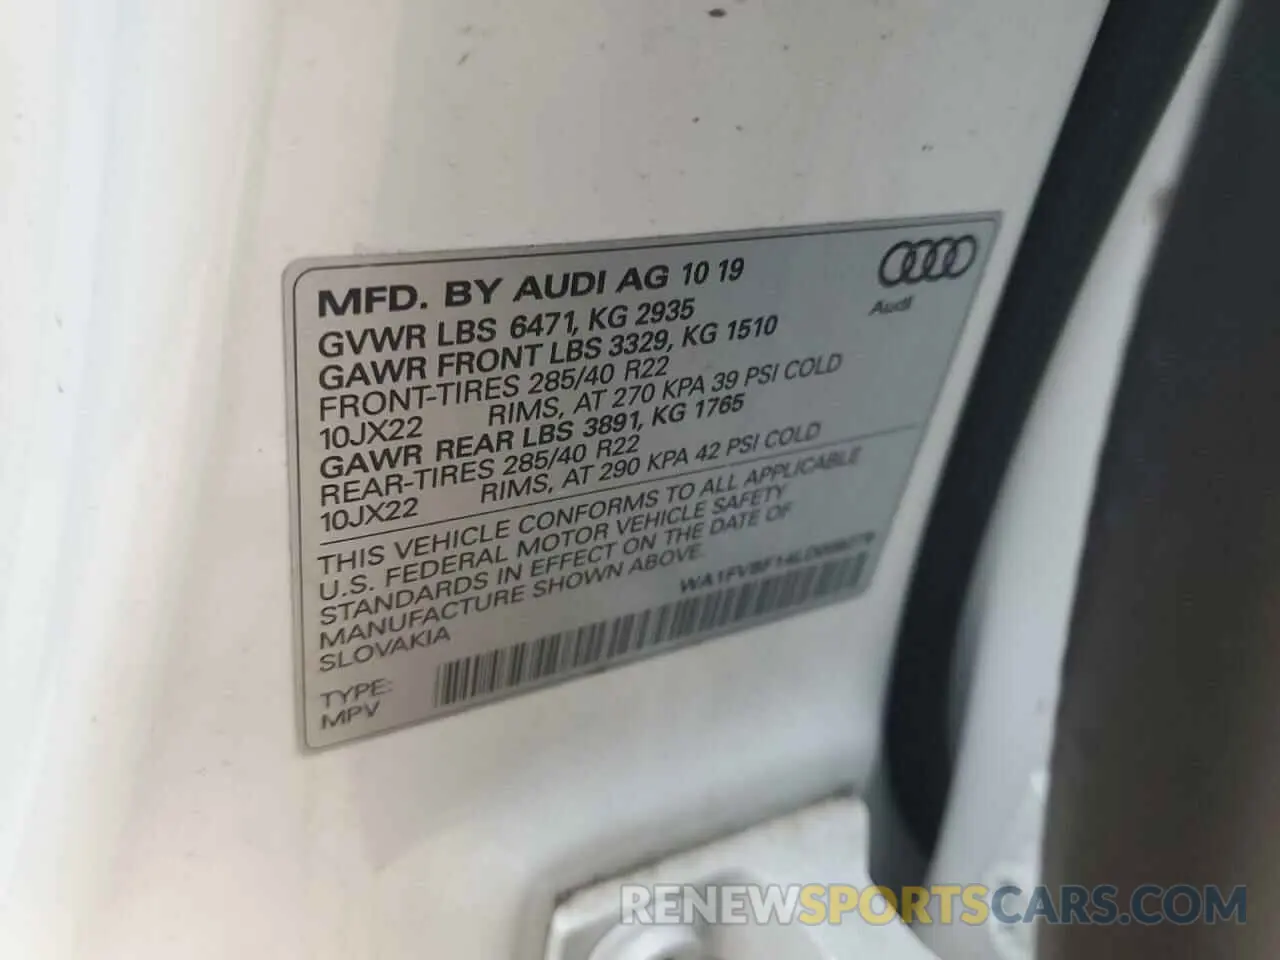 MFD. BY AUDI AG 10 19
Audi
GVWR LBS 6471, KG 2935
GAWR FRONT LBS 3329, KG 1510
FRONT-TIRES 285/40 R22
10JX22 RIMS, AT 270 KPA 39 PSI COLD
GAWR REAR LBS 3891, KG 1765
REAR-TIRES 285/40 R22
10JX22 RIMS, AT 290 KPA 42 PSI COLD
THIS VEHICLE CONFORMS TO ALL APPLICABLE
U.S. FEDERAL MOTOR VEHICLE SAFETY
STANDARDS IN EFFECT ON THE DATE OF
MANUFACTURE SHOWN ABOVE.
SLOVAKIA
TYPE:
MPV
RENEWSPORTSCARS.COM